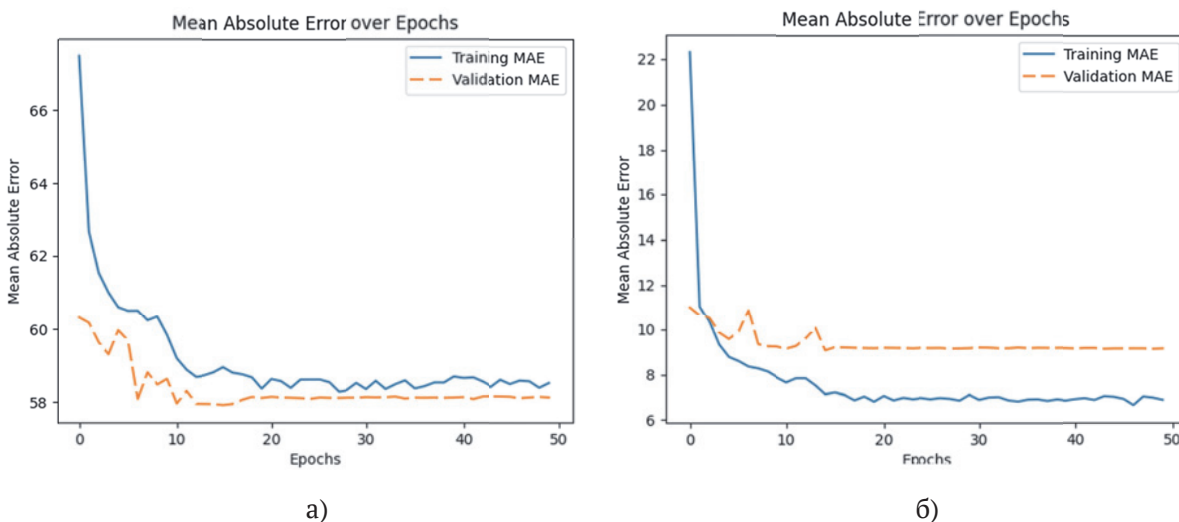 Mean Absolute Error over Epochs
Training MAE
Validation MAE
66
64
62
60
58
Mean Absolute Error
0
10
20
30
40
50
Epochs
а)
Mean Absolute Error over Epochs
Training MAE
Validation MAE
22
20
18
16
14
12
10
8
6
Mean Absolute Error
0
10
20
30
40
50
Epochs
б)